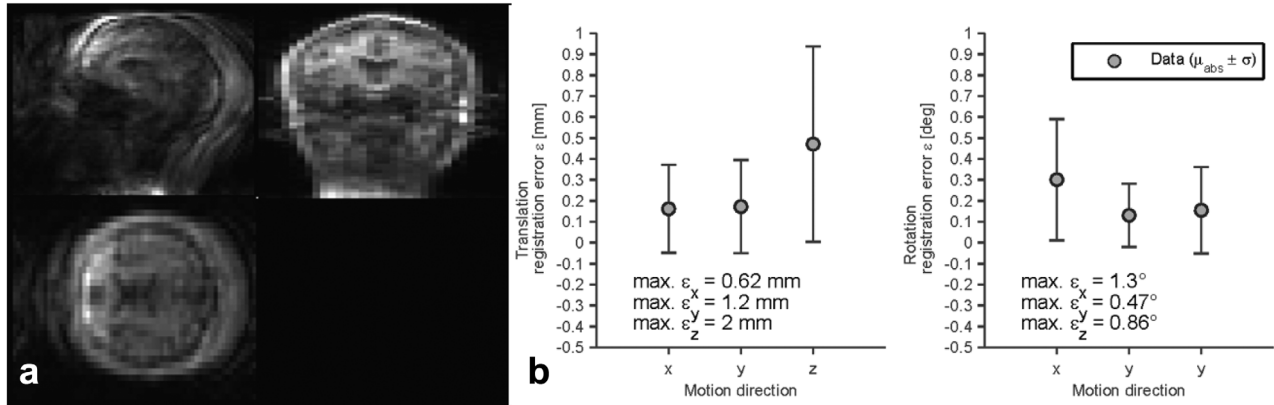 a
b
Translation
registration error ε [mm]
1
0.9
0.8
0.7
0.6
0.5
0.4
0.3
0.2
0.1
0
-0.1
-0.2
-0.3
-0.4
-0.5
max. εx = 0.62 mm
max. εy = 1.2 mm
max. εz = 2 mm
x y z
Motion direction
Rotation
registration error ε [deg]
1
0.9
0.8
0.7
0.6
0.5
0.4
0.3
0.2
0.1
0
-0.1
-0.2
-0.3
-0.4
-0.5
Data (μabs ± σ)
max. εx = 1.3°
max. εy = 0.47°
max. εz = 0.86°
x y y
Motion direction